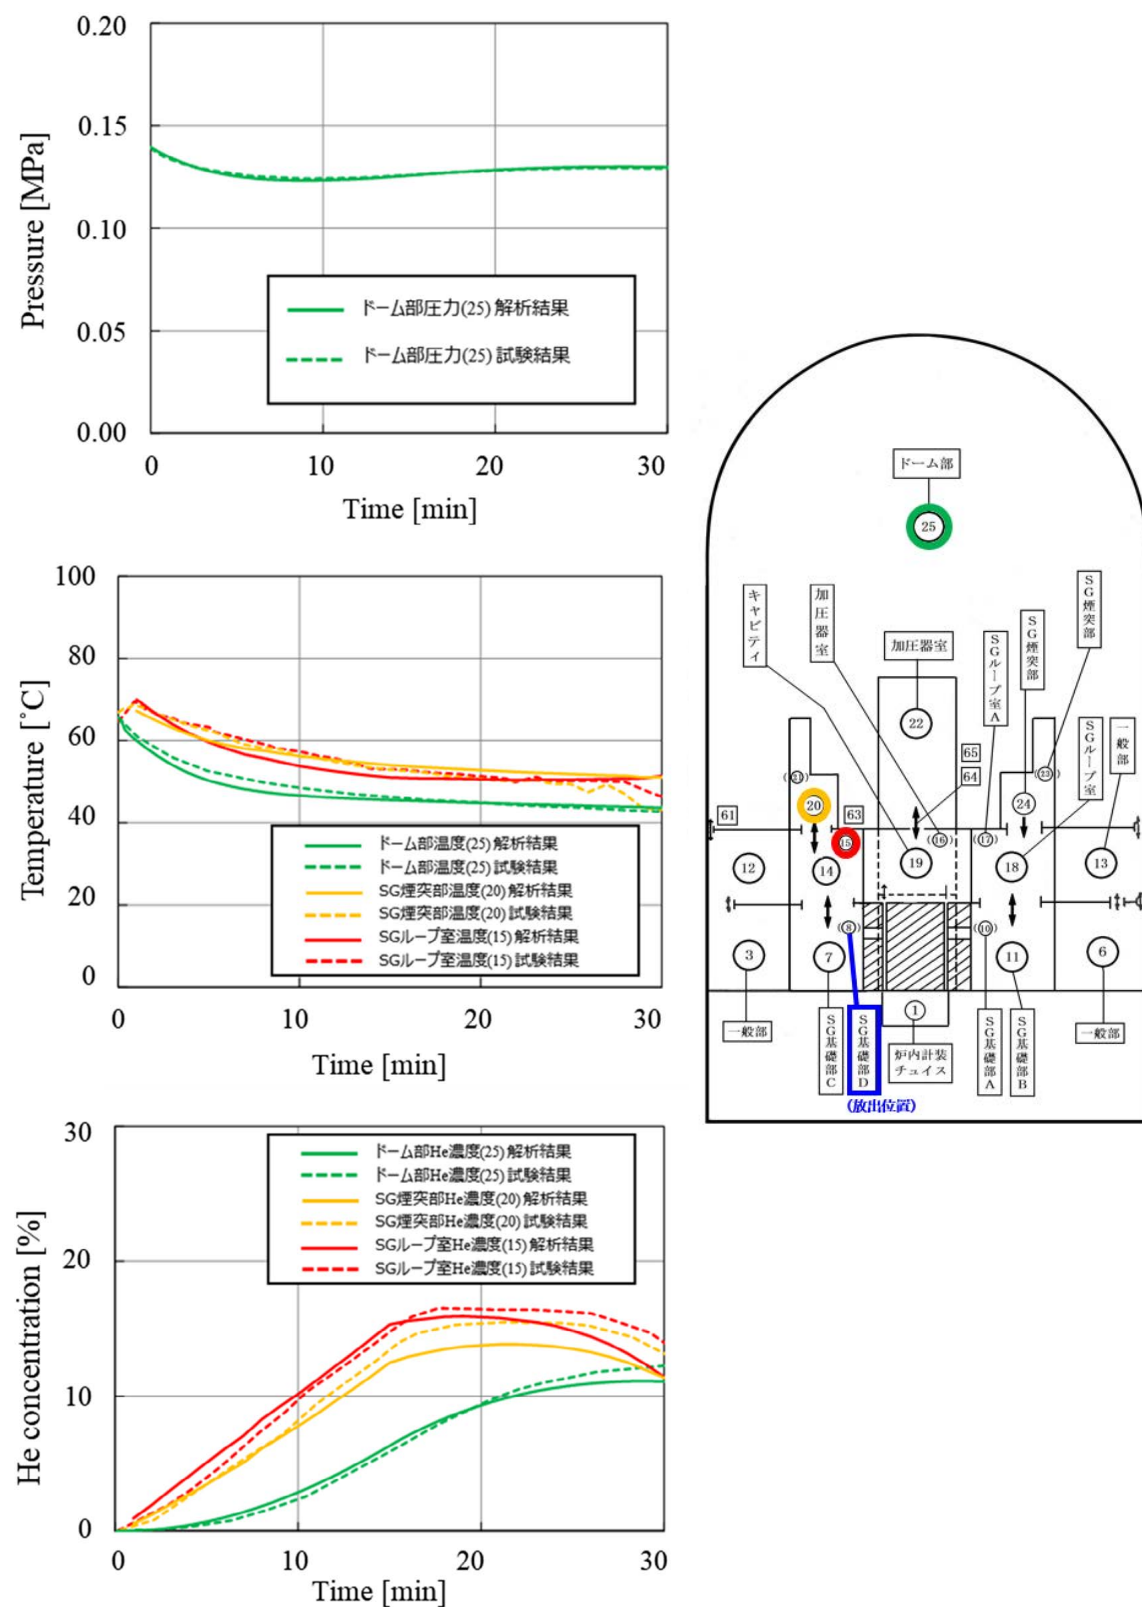 0.20
0.15
0.10
0.05
0.00
Pressure [MPa]
ドーム部圧力(25) 解析結果
ドーム部圧力(25) 試験結果
0 10 20 30
Time [min]
100
80
60
40
20
0
Temperature [˚C]
ドーム部温度(25) 解析結果
ドーム部温度(25) 試験結果
SG煙突部温度(20) 解析結果
SG煙突部温度(20) 試験結果
SGループ室温度(15) 解析結果
SGループ室温度(15) 試験結果
0 10 20 30
Time [min]
30
20
10
0
He concentration [%]
ドーム部He濃度(25) 解析結果
ドーム部He濃度(25) 試験結果
SG煙突部He濃度(20) 解析結果
SG煙突部He濃度(20) 試験結果
SGループ室He濃度(15) 解析結果
SGループ室He濃度(15) 試験結果
0 10 20 30
Time [min]
ドーム部
25
キャビティ
加圧器室
加圧器室
SGループ室A
SG煙突部
SG煙突部
SGループ室
一般部
22
65
64
21
20
23
24
61
63
15
16
17
12
14
19
18
13
8
10
3
7
11
6
1
一般部
SG基礎部C
SG基礎部D
炉内計装
チュイス
SG基礎部A
SG基礎部B
一般部
(放出位置)